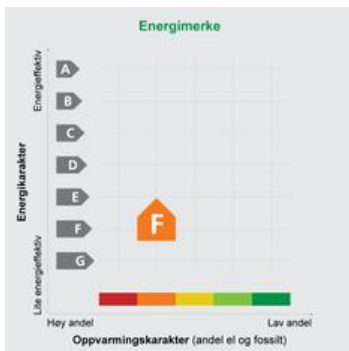 Energimerke
Energieffektiv
Energikarakter
Lite energieffektiv
A
B
C
D
E
F
G
F
Høy andel
Lav andel
Oppvarmingskarakter (andel el og fossilt)